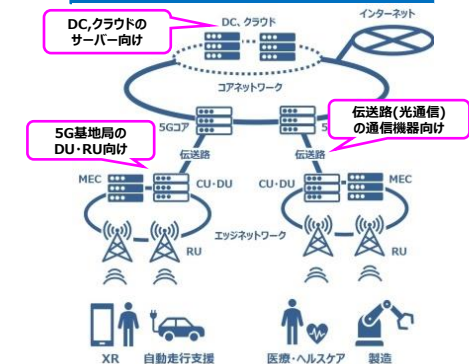 DC,クラウドの
サーバー向け
DC, クラウド
インターネット
コアネットワーク
5G基地局の
DU・RU向け
5Gコア
5
伝送路(光通信)
の通信機器向け
伝送路
伝送路
MEC
CU・DU
CU・DU
MEC
エッジネットワーク
RU
RU
XR
自動走行支援
医療・ヘルスケア
製造